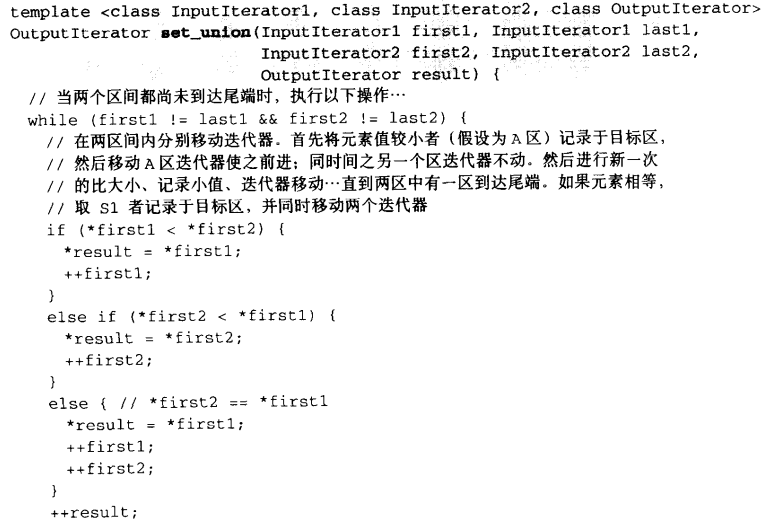 template <class InputIterator1, class InputIterator2, class OutputIterator>
OutputIterator set_union(InputIterator1 first1, InputIterator1 last1,
                         InputIterator2 first2, InputIterator2 last2,
                         OutputIterator result) {
  // 当两个区间都尚未到达尾端时，执行以下操作…
  while (first1 != last1 && first2 != last2) {
    // 在两区间内分别移动迭代器。首先将元素值较小者（假设为A区）记录于目标区，
    // 然后移动A区迭代器使之前进；同时间之另一个区迭代器不动。然后进行新一次
    // 的比大小、记录小值、迭代器移动…直到两区中有一区到达尾端。如果元素相等，
    // 取 S1 者记录于目标区，并同时移动两个迭代器
    if (*first1 < *first2) {
      *result = *first1;
      ++first1;
    }
    else if (*first2 < *first1) {
      *result = *first2;
      ++first2;
    }
    else { // *first2 == *first1
      *result = *first1;
      ++first1;
      ++first2;
    }
    ++result;